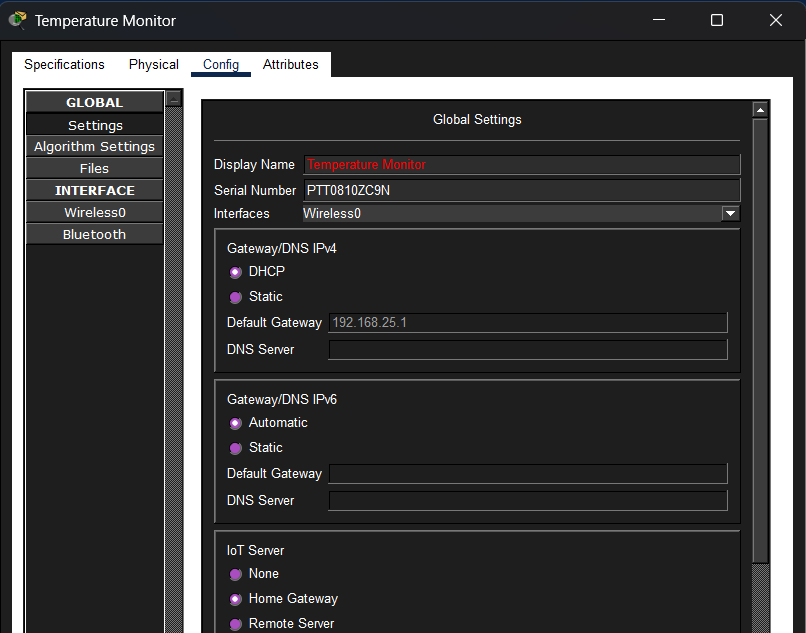 Temperature Monitor
Specifications Physical Config Attributes
GLOBAL
Settings
Algorithm Settings
Files
INTERFACE
Wireless0
Bluetooth
Global Settings
Display Name Temperature Monitor
Serial Number PTT0810ZC9N
Interfaces Wireless0
Gateway/DNS IPv4
DHCP
Static
Default Gateway 192.168.25.1
DNS Server
Gateway/DNS IPv6
Automatic
Static
Default Gateway
DNS Server
IoT Server
None
Home Gateway
Remote Server